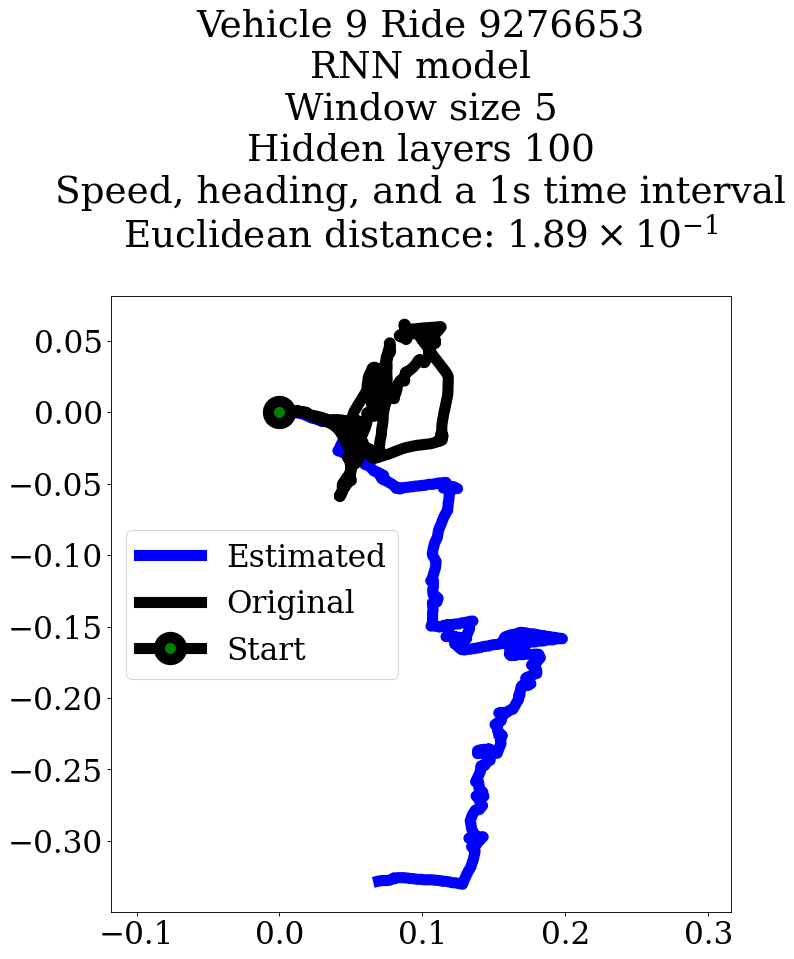 Vehicle 9 Ride 9276653
RNN model
Window size 5
Hidden layers 100
Speed, heading, and a 1s time interval
Euclidean distance: 1.89 × 10⁻¹
0.05
0.00
−0.05
−0.10
−0.15
−0.20
−0.25
−0.30
Estimated
Original
Start
−0.1
0.0
0.1
0.2
0.3